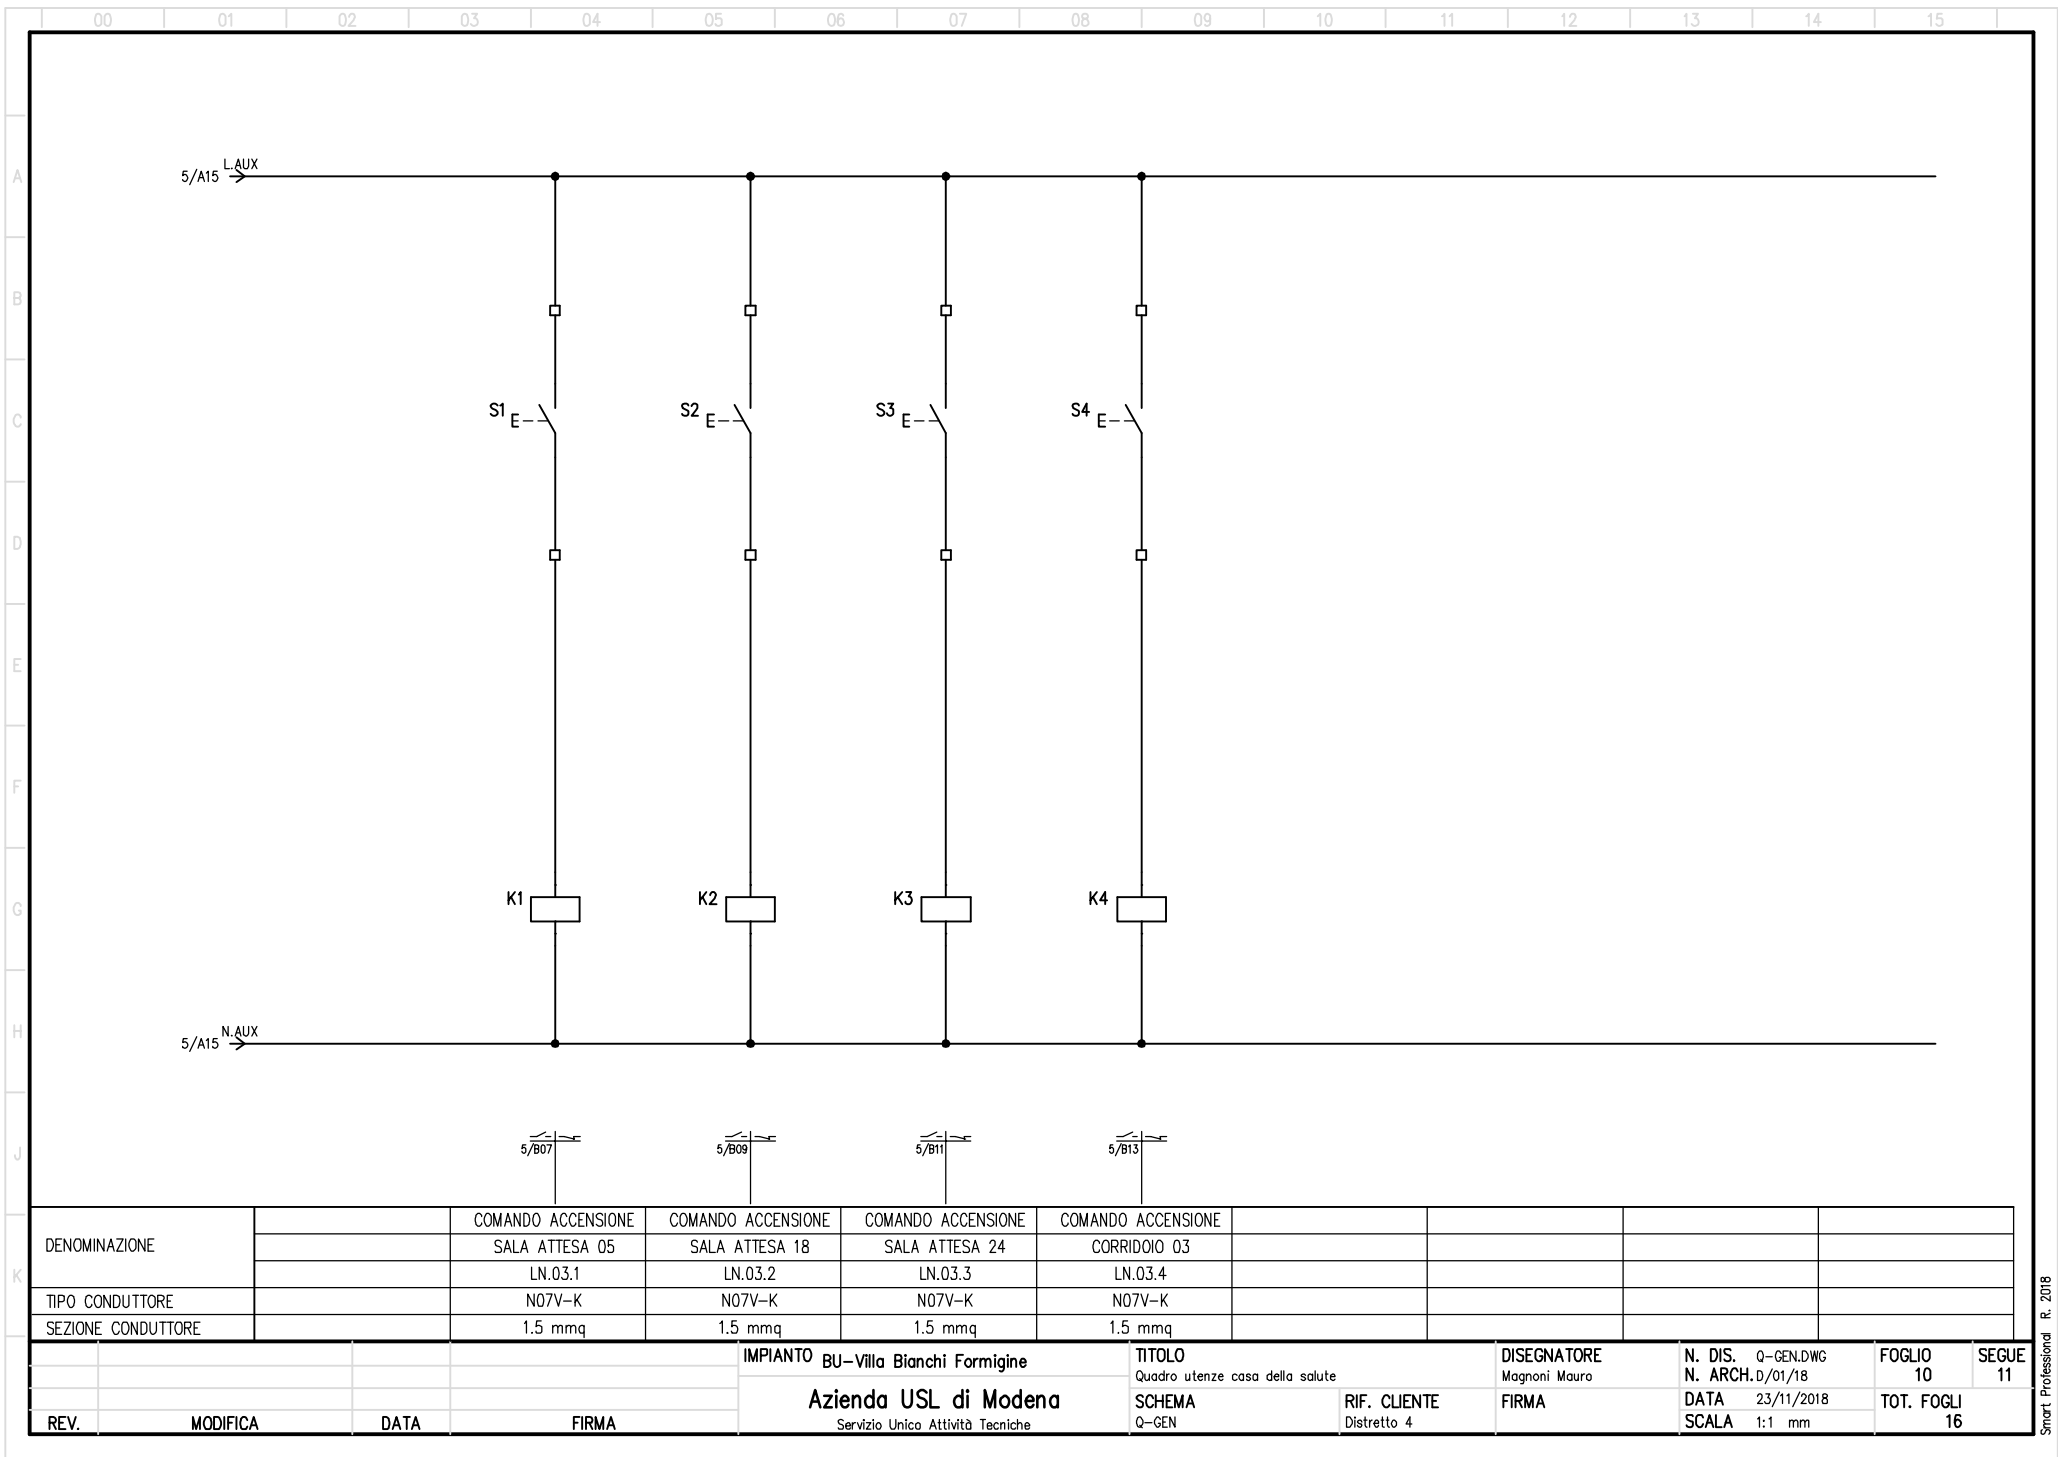 00 01 02 03 04 05 06 07 08 09 10 11 12 13 14 15
A
B
C
D
E
F
G
H
J
K
L.AUX
5/A15
S1 E S2 E S3 E S4 E
K1 K2 K3 K4
N.AUX
5/A15
5/B07 5/B09 5/B11 5/B13
DENOMINAZIONE
COMANDO ACCENSIONE COMANDO ACCENSIONE COMANDO ACCENSIONE COMANDO ACCENSIONE
SALA ATTESA 05 SALA ATTESA 18 SALA ATTESA 24 CORRIDOIO 03
LN.03.1 LN.03.2 LN.03.3 LN.03.4
TIPO CONDUTTORE N07V-K N07V-K N07V-K N07V-K
SEZIONE CONDUTTORE 1.5 mmq 1.5 mmq 1.5 mmq 1.5 mmq
REV. MODIFICA DATA FIRMA
IMPIANTO BU-Villa Bianchi Formigine
Azienda USL di Modena
Servizio Unico Attività Tecniche
TITOLO
Quadro utenze casa della salute
SCHEMA
Q-GEN
RIF. CLIENTE
Distretto 4
DISEGNATORE
Magnoni Mauro
FIRMA
N. DIS. Q-GEN.DWG
N. ARCH. D/01/18
DATA 23/11/2018
SCALA 1:1 mm
FOGLIO
10
SEGUE
11
TOT. FOGLI
16
Smart Professional R. 2018